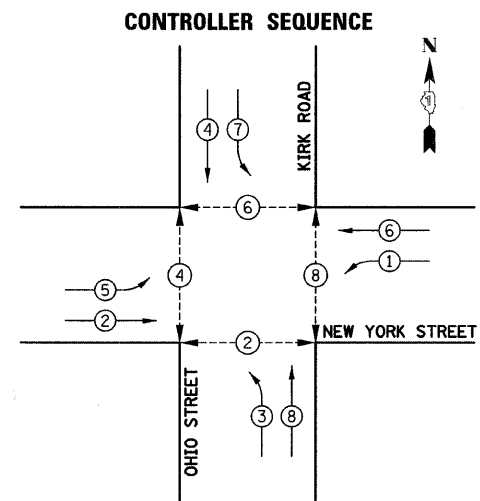 CONTROLLER SEQUENCE
N
KIRK ROAD
4 7
6
6
1
4 8
5
2
2
NEW YORK STREET
OHIO STREET
3 8